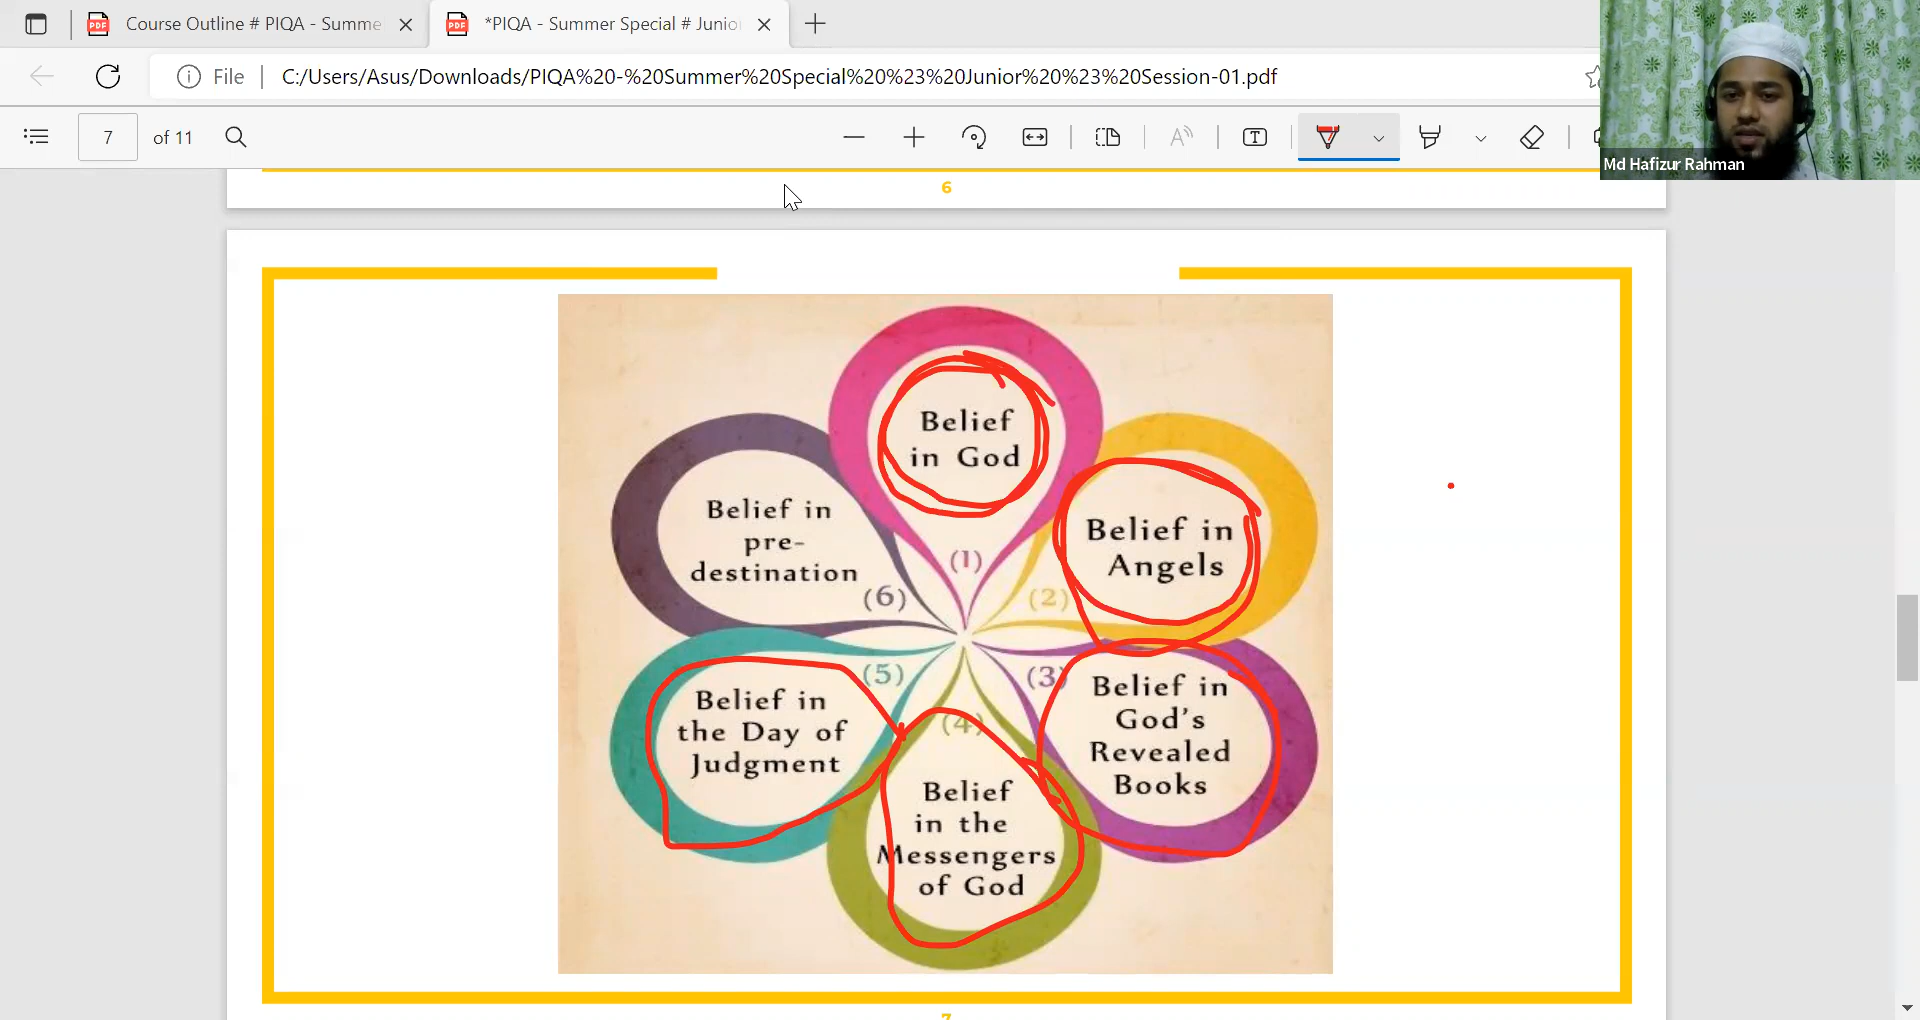 Course Outline # PIQA - Summe
*PIQA - Summer Special # Junio
File
C:/Users/Asus/Downloads/PIQA%20-%20Summer%20Special%20%23%20Junior%20%23%20Session-01.pdf
7 of 11
Md Hafizur Rahman
6
Belief
in God
(1)
Belief in
Angels
(2)
Belief in
God's
Revealed
Books
(3)
Belief
in the
Messengers
of God
(4)
Belief in
the Day of
Judgment
(5)
Belief in
pre-
destination
(6)
7